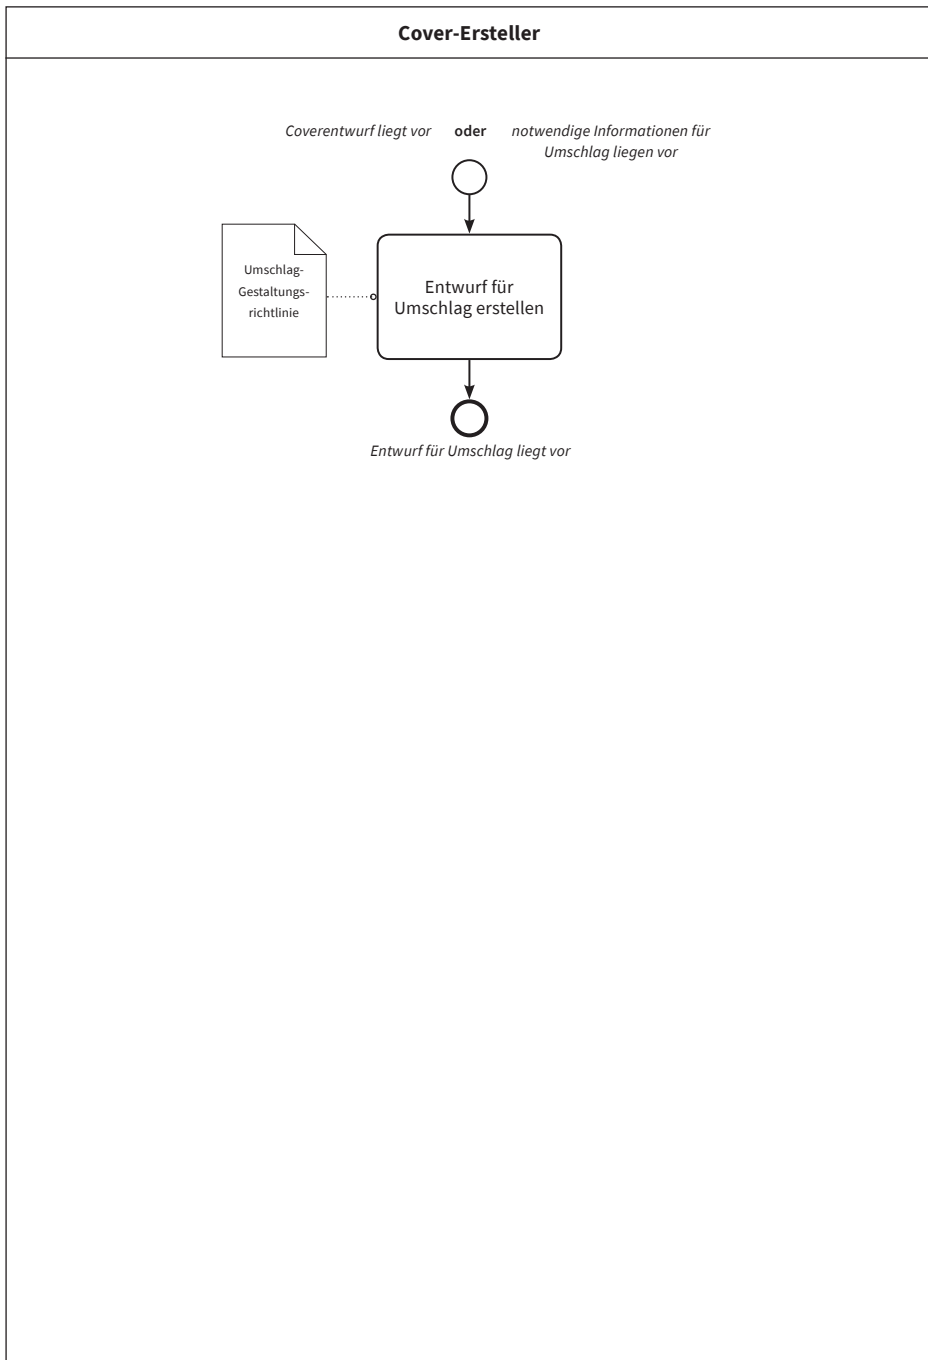 Cover-Ersteller
Coverentwurf liegt vor oder notwendige Informationen für
Umschlag liegen vor
Umschlag-
Gestaltungs-
richtlinie
Entwurf für
Umschlag erstellen
Entwurf für Umschlag liegt vor